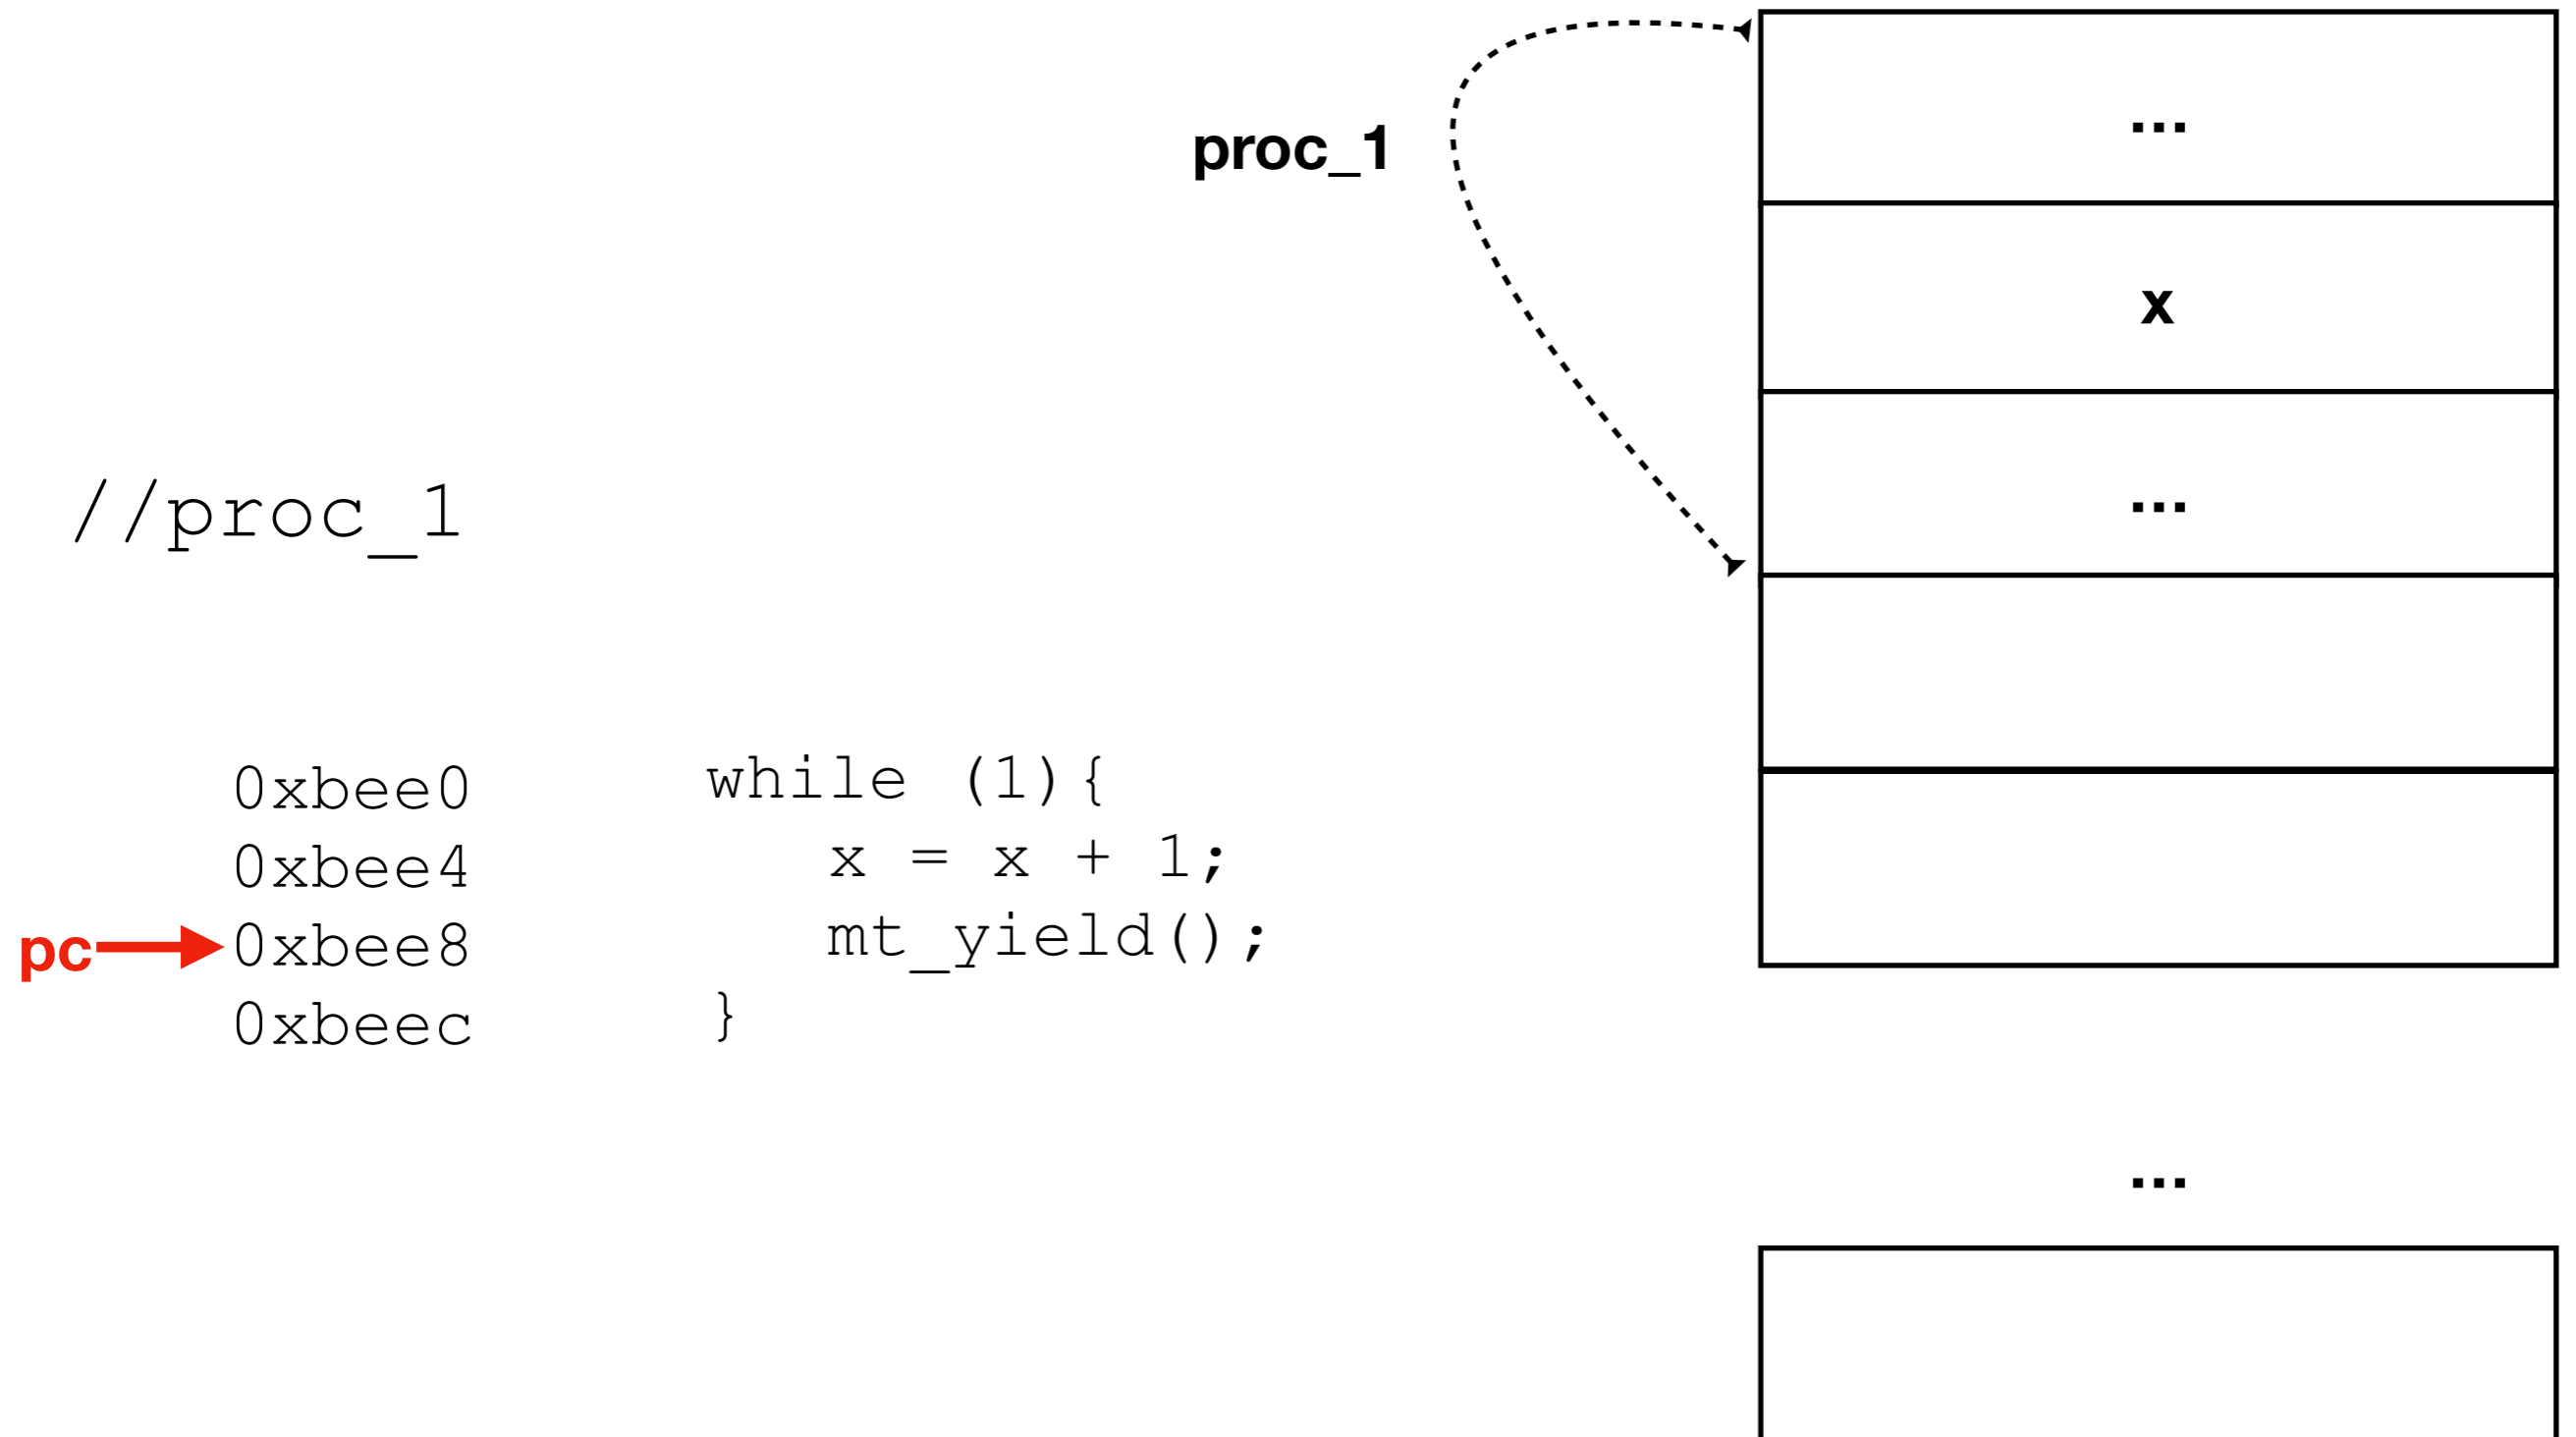 proc_1
...
x
...
//proc_1
0xbee0 while (1){
0xbee4 x = x + 1;
pc 0xbee8 mt_yield();
0xbeec }
...